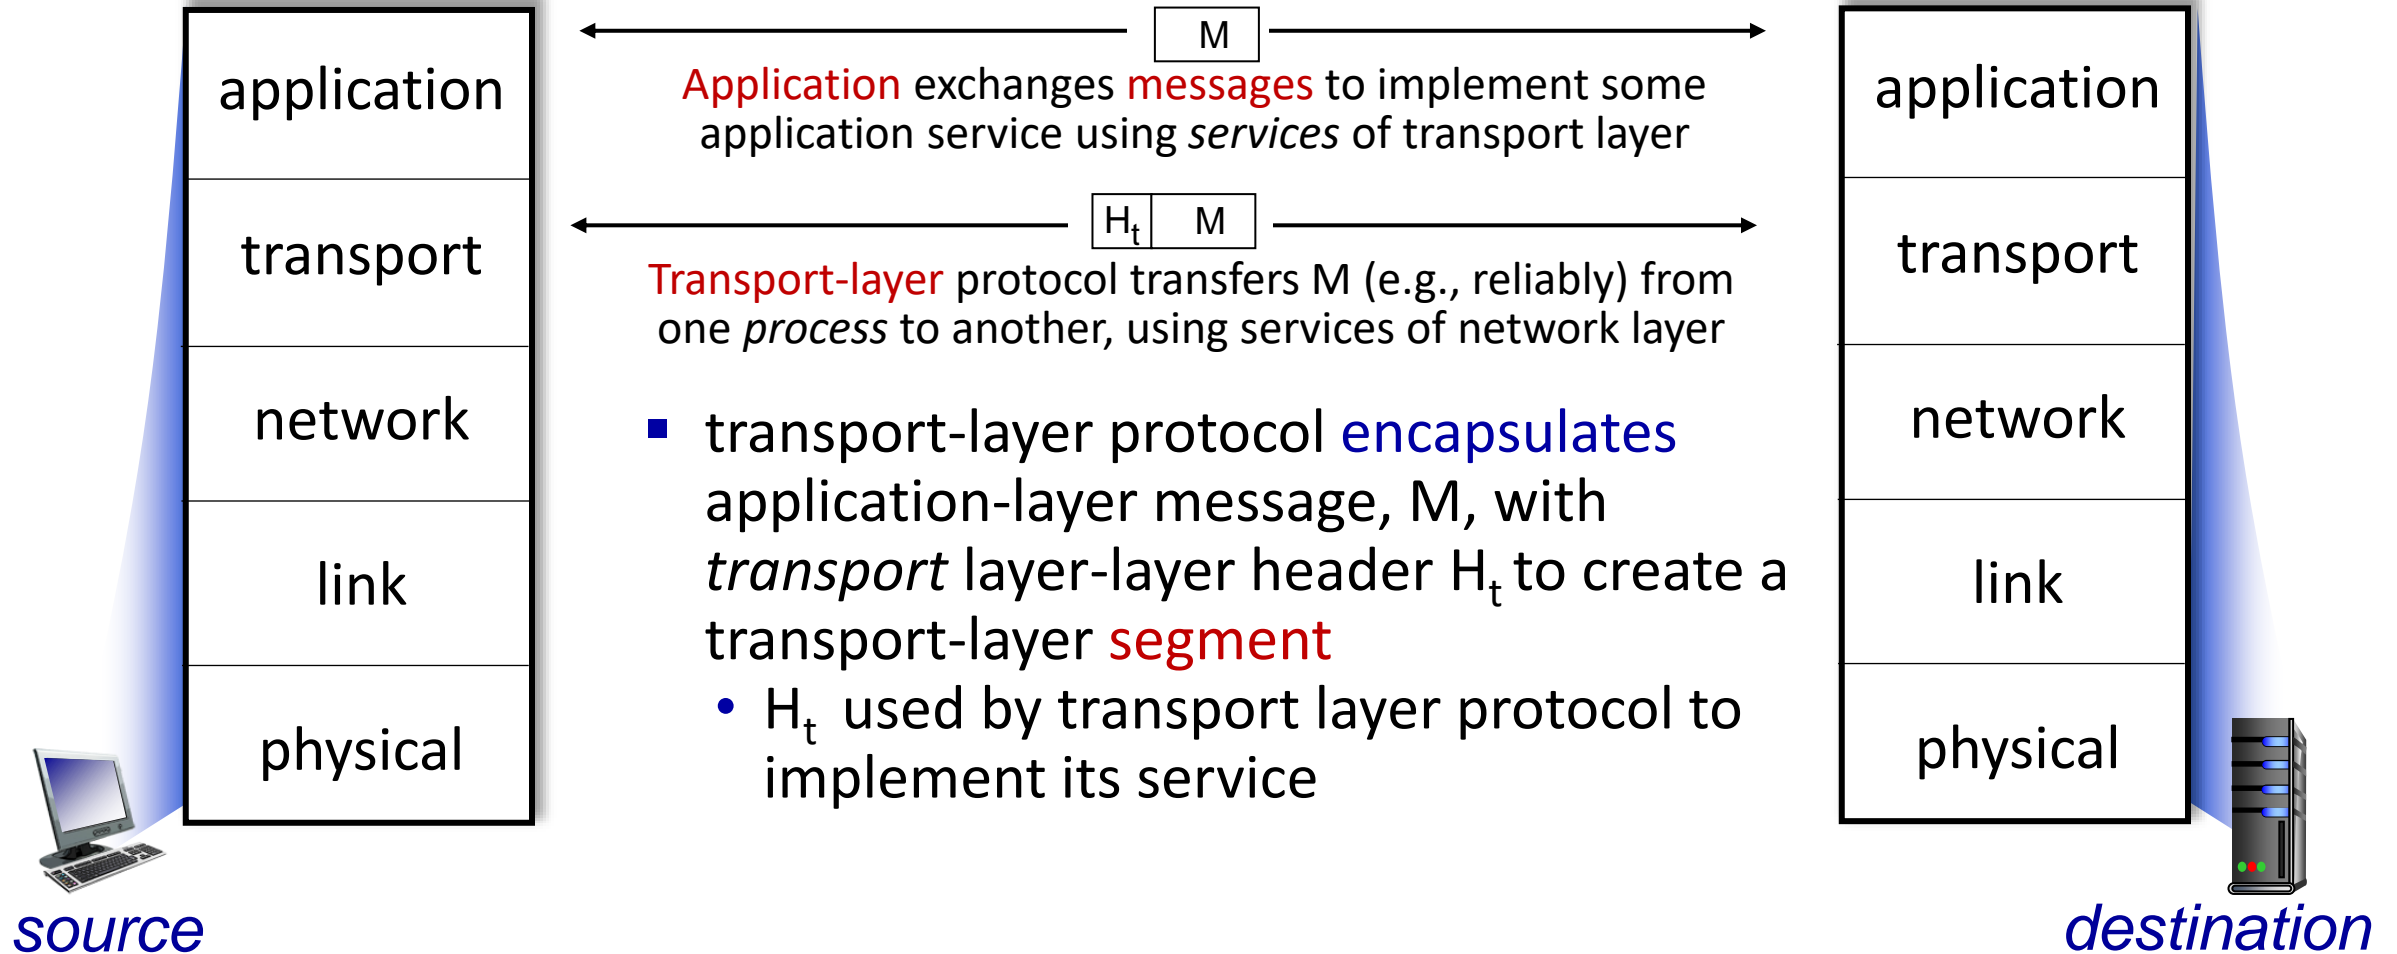 application
transport
network
link
physical
source
M
Application exchanges messages to implement some
application service using services of transport layer
Ht M
Transport-layer protocol transfers M (e.g., reliably) from
one process to another, using services of network layer
transport-layer protocol encapsulates
application-layer message, M, with
transport layer-layer header Ht to create a
transport-layer segment
Ht used by transport layer protocol to
implement its service
application
transport
network
link
physical
destination